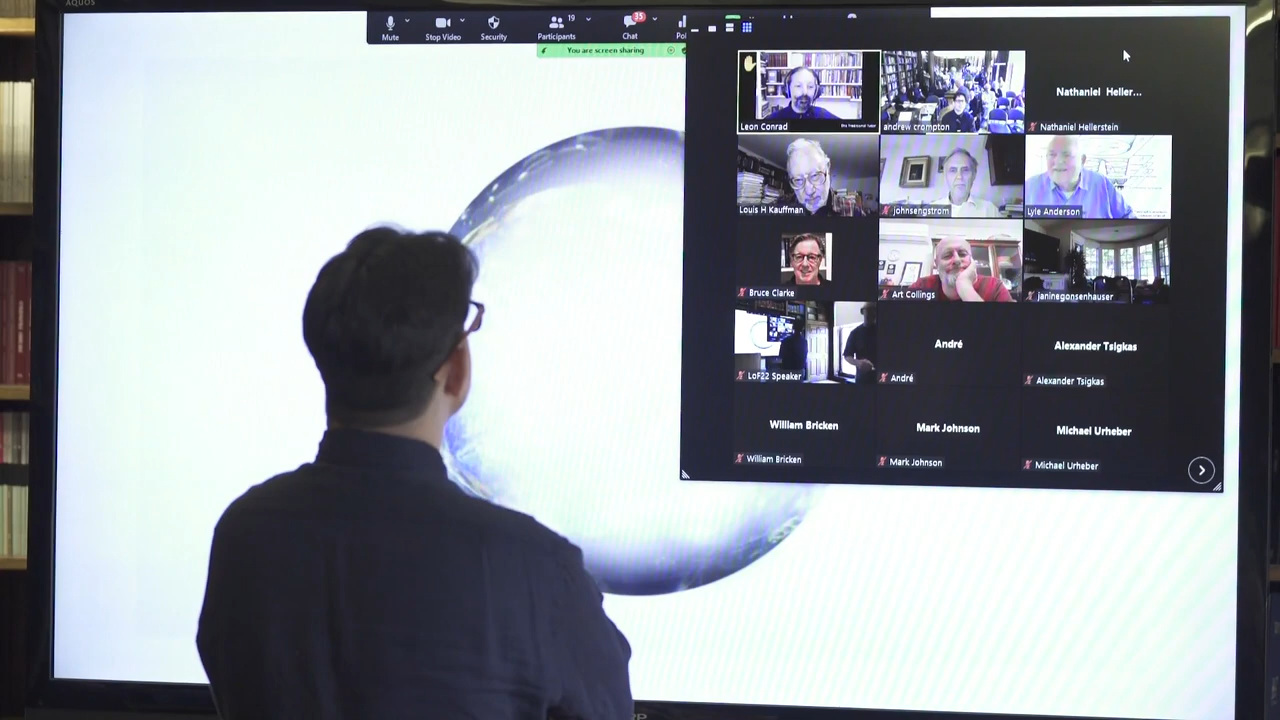 AQUOS
19
35
Mute
Stop Video
Security
Participants
Chat
You are screen sharing
Leon Conrad
andrew crompton
Nathaniel Heller...
Nathaniel Hellerstein
Louis H Kauffman
johnsengstrom
Lyle Anderson
Bruce Clarke
Art Collings
janinegonsenhauser
LoF22 Speaker
André
André
Alexander Tsigkas
Alexander Tsigkas
William Bricken
William Bricken
Mark Johnson
Mark Johnson
Michael Urheber
Michael Urheber